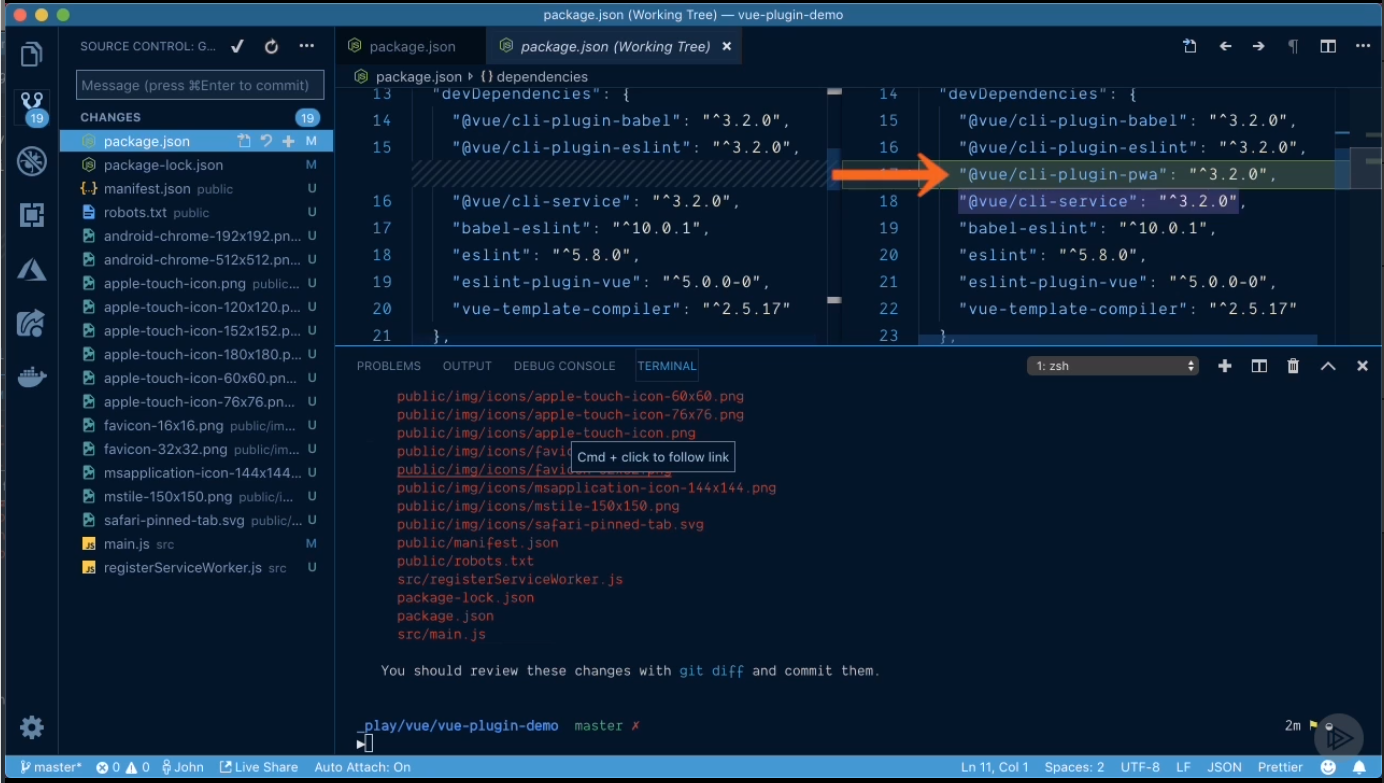 package.json (Working Tree) — vue-plugin-demo
SOURCE CONTROL: G...
package.json
package.json (Working Tree)
Message (press ⌘Enter to commit)
19
CHANGES
19
package.json M
package-lock.json M
manifest.json public U
robots.txt public U
android-chrome-192x192.pn... U
android-chrome-512x512.pn... U
apple-touch-icon.png public... U
apple-touch-icon-120x120.p... U
apple-touch-icon-152x152.p... U
apple-touch-icon-180x180.p... U
apple-touch-icon-60x60.pn... U
apple-touch-icon-76x76.pn... U
favicon-16x16.png public/im... U
favicon-32x32.png public/im... U
msapplication-icon-144x144... U
mstile-150x150.png public/i... U
safari-pinned-tab.svg public/... U
JS main.js src M
JS registerServiceWorker.js src U
package.json {} dependencies
13 "devDependencies": {
14 "@vue/cli-plugin-babel": "^3.2.0",
15 "@vue/cli-plugin-eslint": "^3.2.0",
16 "@vue/cli-service": "^3.2.0",
17 "babel-eslint": "^10.0.1",
18 "eslint": "^5.8.0",
19 "eslint-plugin-vue": "^5.0.0-0",
20 "vue-template-compiler": "^2.5.17"
21 },
14 "devDependencies": {
15 "@vue/cli-plugin-babel": "^3.2.0",
16 "@vue/cli-plugin-eslint": "^3.2.0",
"@vue/cli-plugin-pwa": "^3.2.0",
18 "@vue/cli-service": "^3.2.0",
19 "babel-eslint": "^10.0.1",
20 "eslint": "^5.8.0",
21 "eslint-plugin-vue": "^5.0.0-0",
22 "vue-template-compiler": "^2.5.17"
23 },
PROBLEMS OUTPUT DEBUG CONSOLE TERMINAL
1: zsh
public/img/icons/apple-touch-icon-60x60.png
public/img/icons/apple-touch-icon-76x76.png
public/img/icons/apple-touch-icon.png
public/img/icons/favic
Cmd + click to follow link
public/img/icons/favicon-32x32.png
public/img/icons/msapplication-icon-144x144.png
public/img/icons/mstile-150x150.png
public/img/icons/safari-pinned-tab.svg
public/manifest.json
public/robots.txt
src/registerServiceWorker.js
package-lock.json
package.json
src/main.js
You should review these changes with git diff and commit them.
_play/vue/vue-plugin-demo master ✗
2m
master* 0 0 John Live Share Auto Attach: On
Ln 11, Col 1 Spaces: 2 UTF-8 LF JSON Prettier